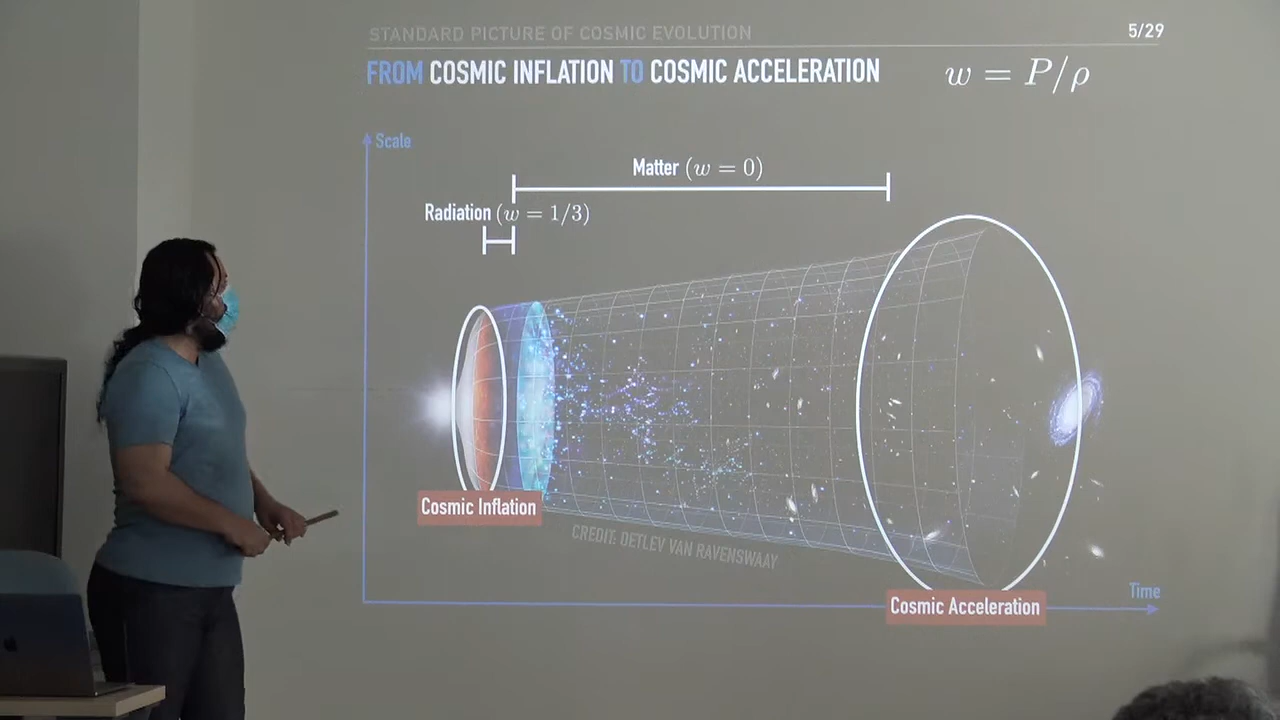 STANDARD PICTURE OF COSMIC EVOLUTION
5/29
FROM COSMIC INFLATION TO COSMIC ACCELERATION
w = P/ρ
Scale
Matter (w = 0)
Radiation (w = 1/3)
Cosmic Inflation
CREDIT: DETLEV VAN RAVENSWAAY
Time
Cosmic Acceleration